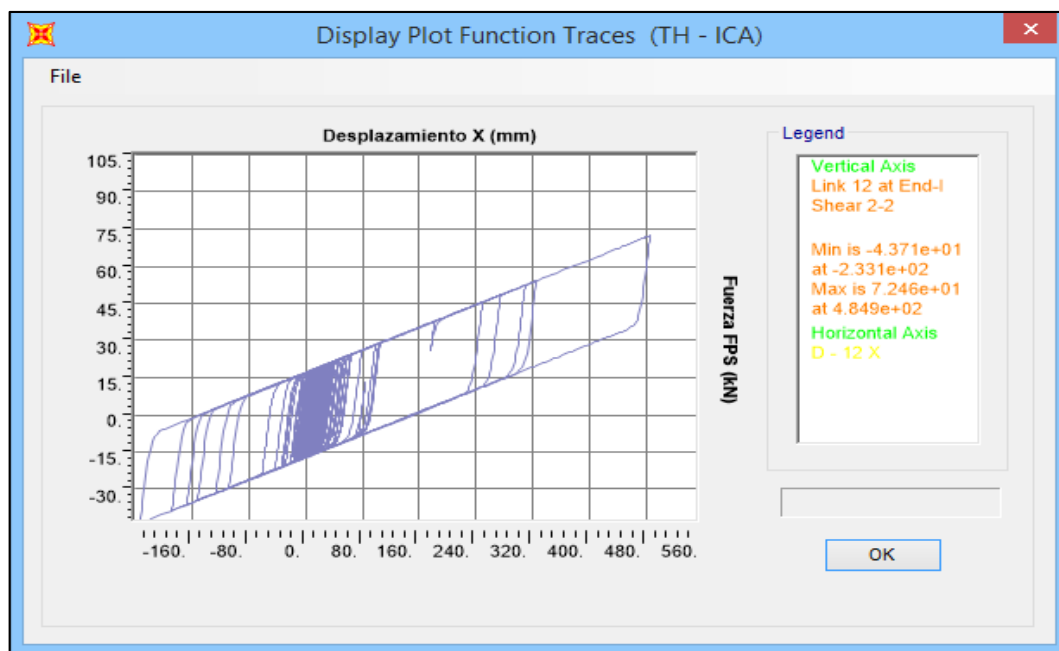 Display Plot Function Traces (TH - ICA)
File
Desplazamiento X (mm)
105.
90.
75.
60.
45.
30.
15.
0.
-15.
-30.
-160. -80. 0. 80. 160. 240. 320. 400. 480. 560.
Fuerza FPS (kN)
Legend
Vertical Axis
Link 12 at End-I
Shear 2-2
Min is -4.371e+01
at -2.331e+02
Max is 7.246e+01
at 4.849e+02
Horizontal Axis
D - 12 X
OK